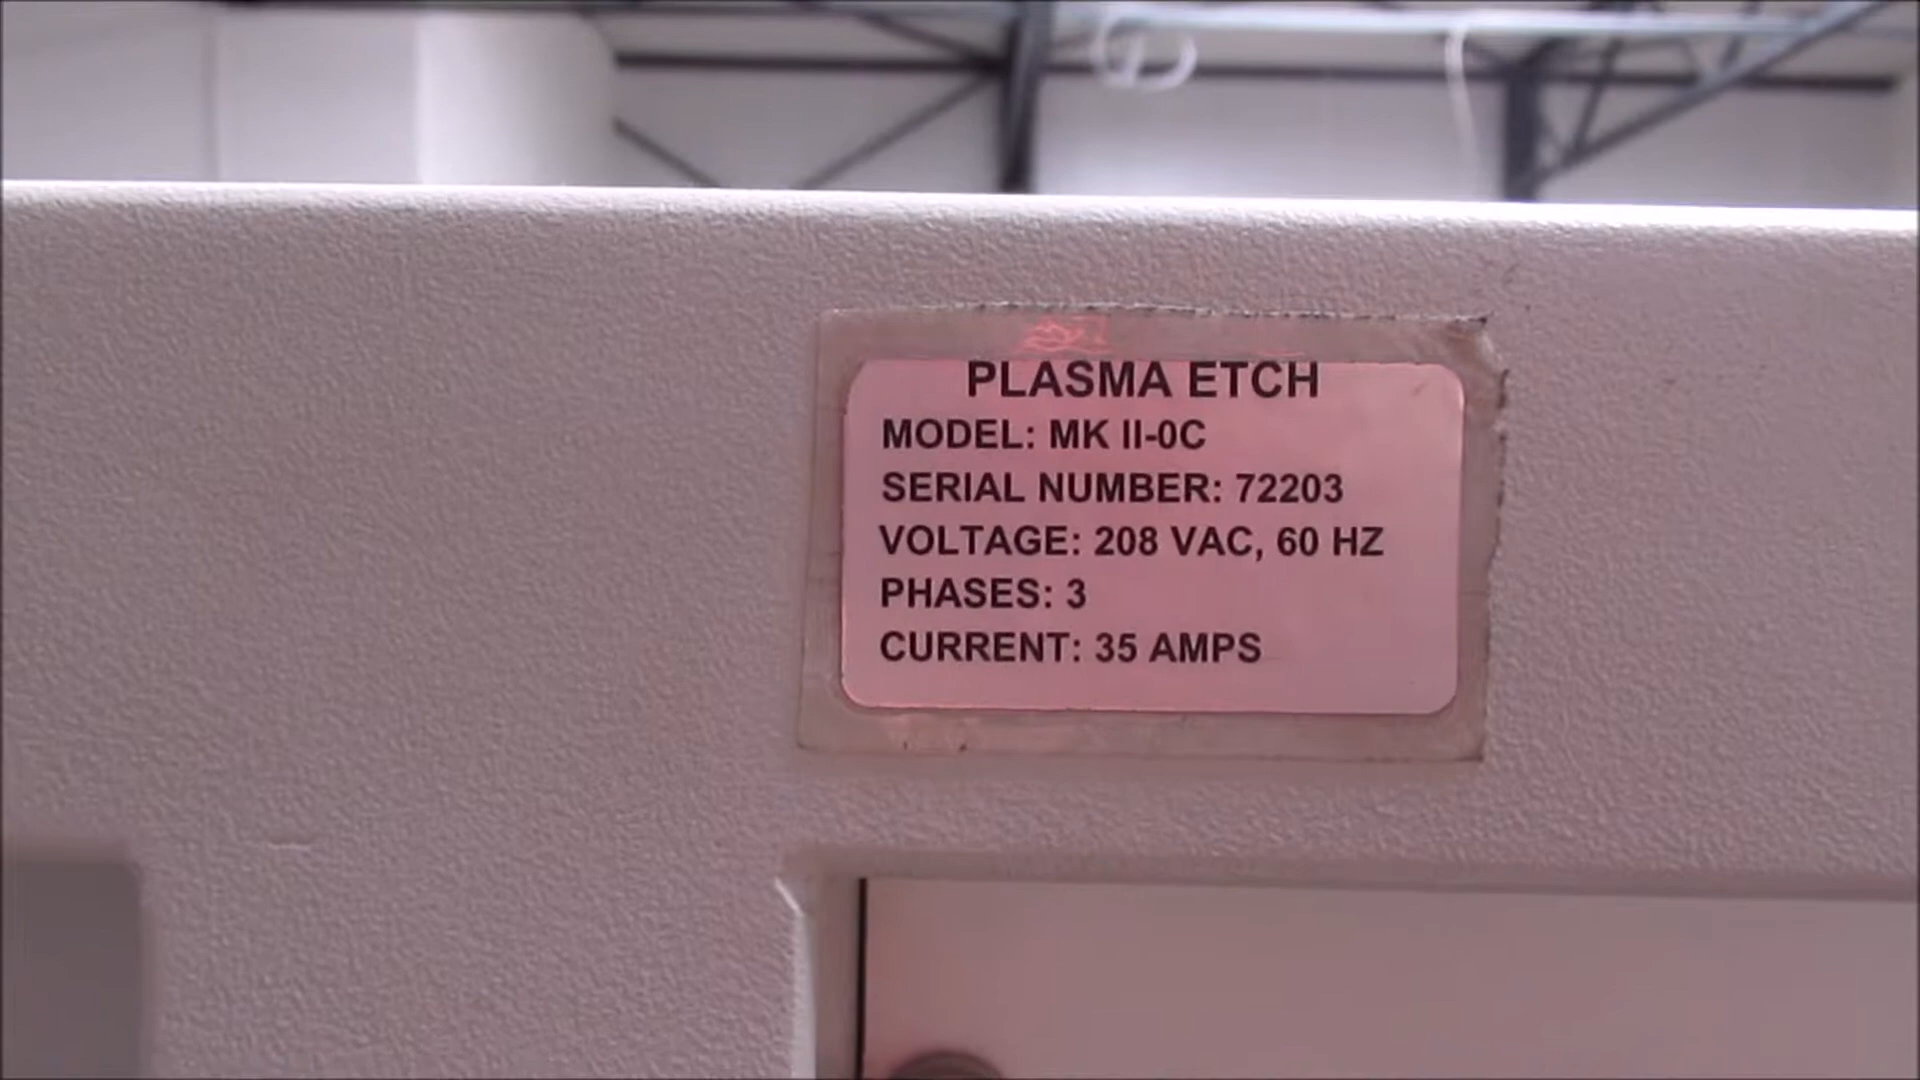 PLASMA ETCH
MODEL: MK II-0C
SERIAL NUMBER: 72203
VOLTAGE: 208 VAC, 60 HZ
PHASES: 3
CURRENT: 35 AMPS